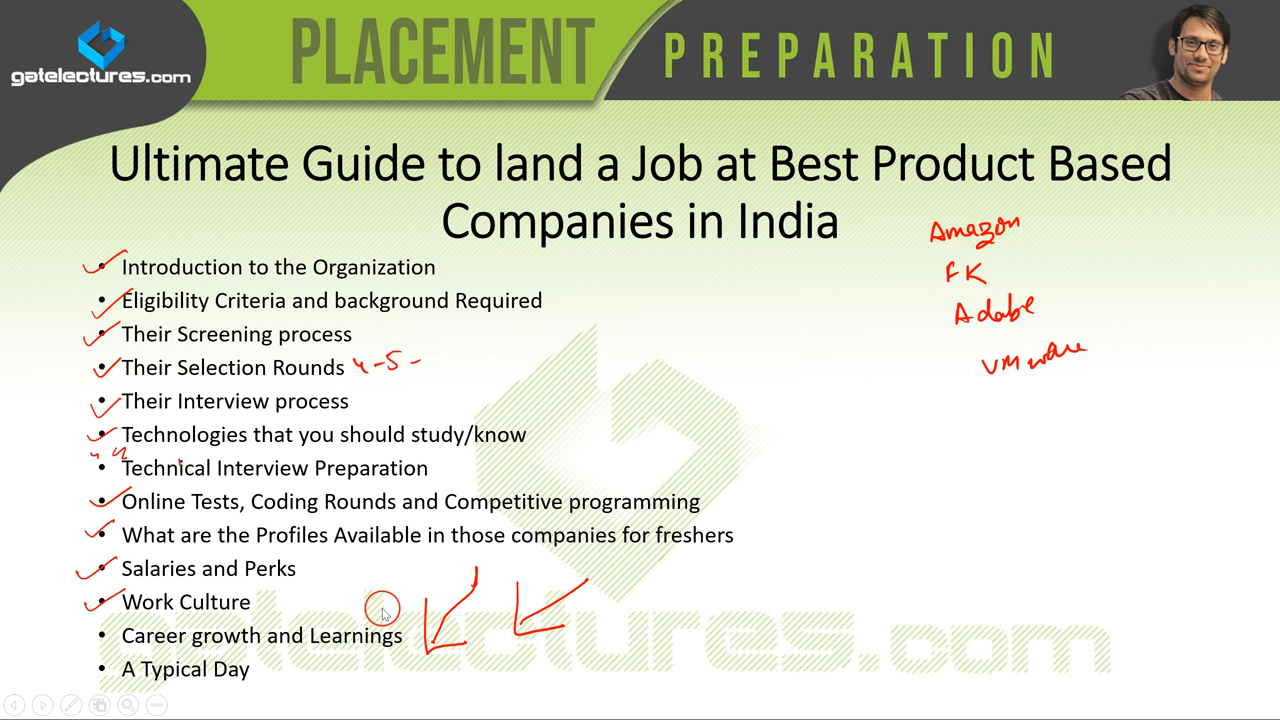 gatelectures.com
PLACEMENT PREPARATION
Ultimate Guide to land a Job at Best Product Based
Companies in India
Amazon
FK
Adobe
VMware
• Introduction to the Organization
• Eligibility Criteria and background Required
• Their Screening process
• Their Selection Rounds 4-5-
• Their Interview process
• Technologies that you should study/know
• Technical Interview Preparation
• Online Tests, Coding Rounds and Competitive programming
• What are the Profiles Available in those companies for freshers
• Salaries and Perks
• Work Culture
• Career growth and Learnings
• A Typical Day
gatelectures.com